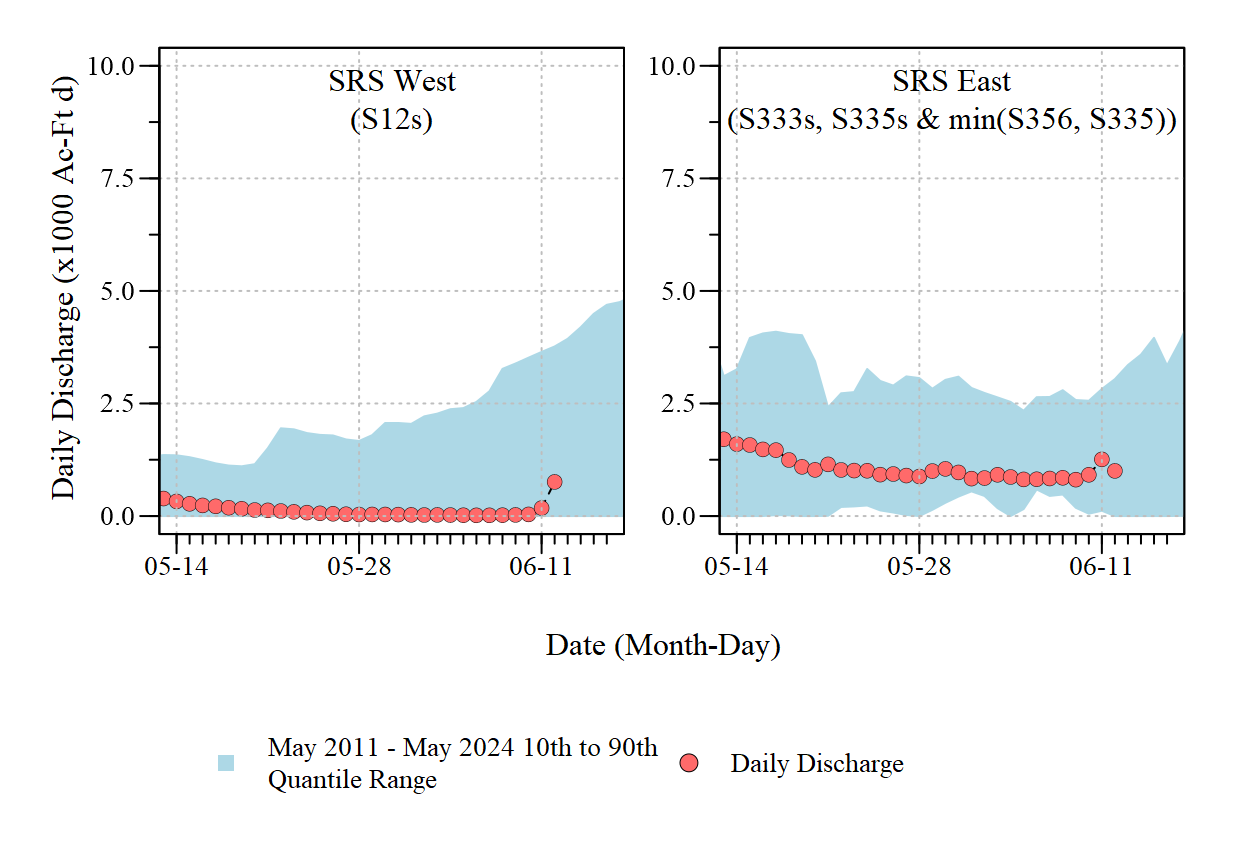 SRS West
(S12s)
Daily Discharge (x1000 Ac-Ft d)
10.0
7.5
5.0
2.5
0.0
05-14 05-28 06-11
SRS East
(S333s, S335s & min(S356, S335))
10.0
7.5
5.0
2.5
0.0
05-14 05-28 06-11
Date (Month-Day)
May 2011 - May 2024 10th to 90th
Quantile Range
Daily Discharge